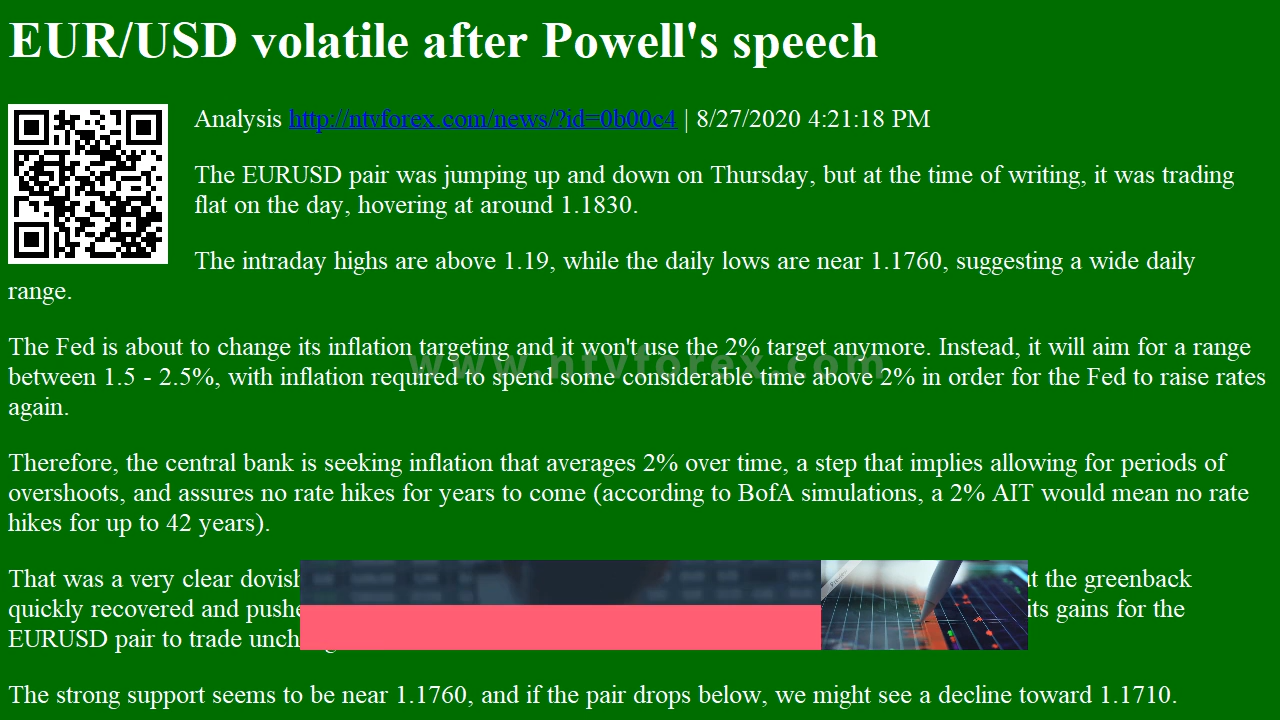 EUR/USD volatile after Powell's speech
Analysis http://ntvforex.com/news/?id=0b00c4 | 8/27/2020 4:21:18 PM
The EURUSD pair was jumping up and down on Thursday, but at the time of writing, it was trading
flat on the day, hovering at around 1.1830.
The intraday highs are above 1.19, while the daily lows are near 1.1760, suggesting a wide daily
range.
The Fed is about to change its inflation targeting and it won't use the 2% target anymore. Instead, it will aim for a range
www.ntvforex.com
between 1.5 - 2.5%, with inflation required to spend some considerable time above 2% in order for the Fed to raise rates
again.
Therefore, the central bank is seeking inflation that averages 2% over time, a step that implies allowing for periods of
overshoots, and assures no rate hikes for years to come (according to BofA simulations, a 2% AIT would mean no rate
hikes for up to 42 years).
That was a very clear the greenback
quickly recovered and its gains for the
EURUSD pair to trade
The strong support seems to be near 1.1760, and if the pair drops below, we might see a decline toward 1.1710.